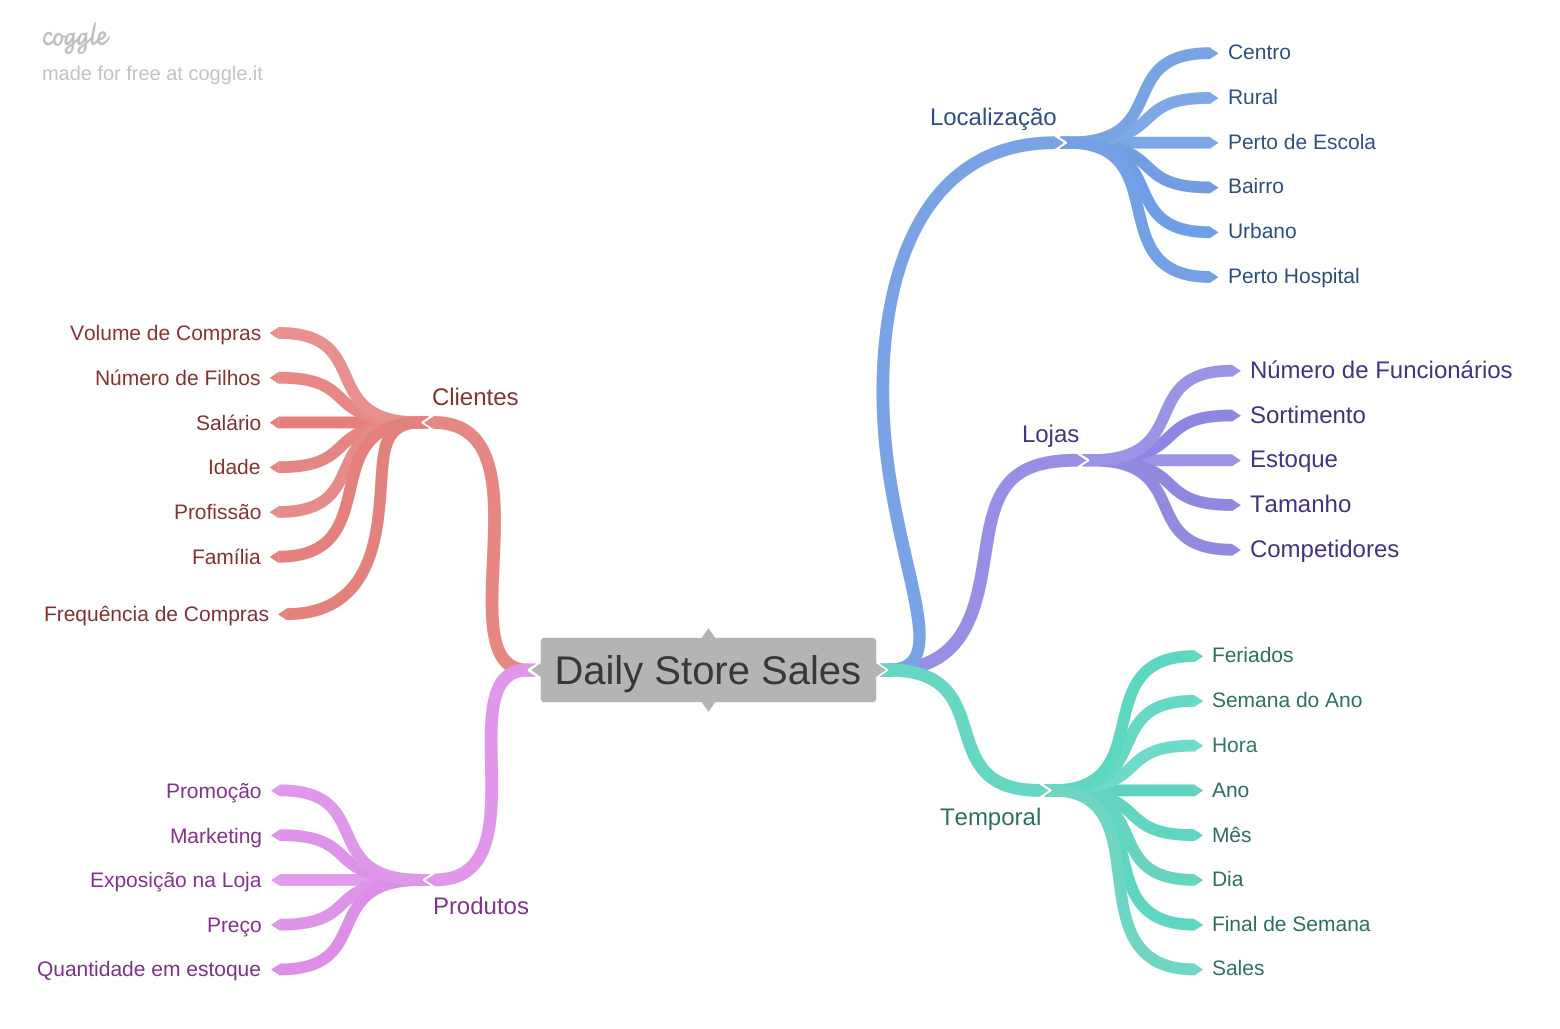 coggle
made for free at coggle.it
Localização
Centro
Rural
Perto de Escola
Bairro
Urbano
Perto Hospital
Clientes
Volume de Compras
Número de Filhos
Salário
Idade
Profissão
Família
Frequência de Compras
Lojas
Número de Funcionários
Sortimento
Estoque
Tamanho
Competidores
Daily Store Sales
Temporal
Feriados
Semana do Ano
Hora
Ano
Mês
Dia
Final de Semana
Sales
Produtos
Promoção
Marketing
Exposição na Loja
Preço
Quantidade em estoque